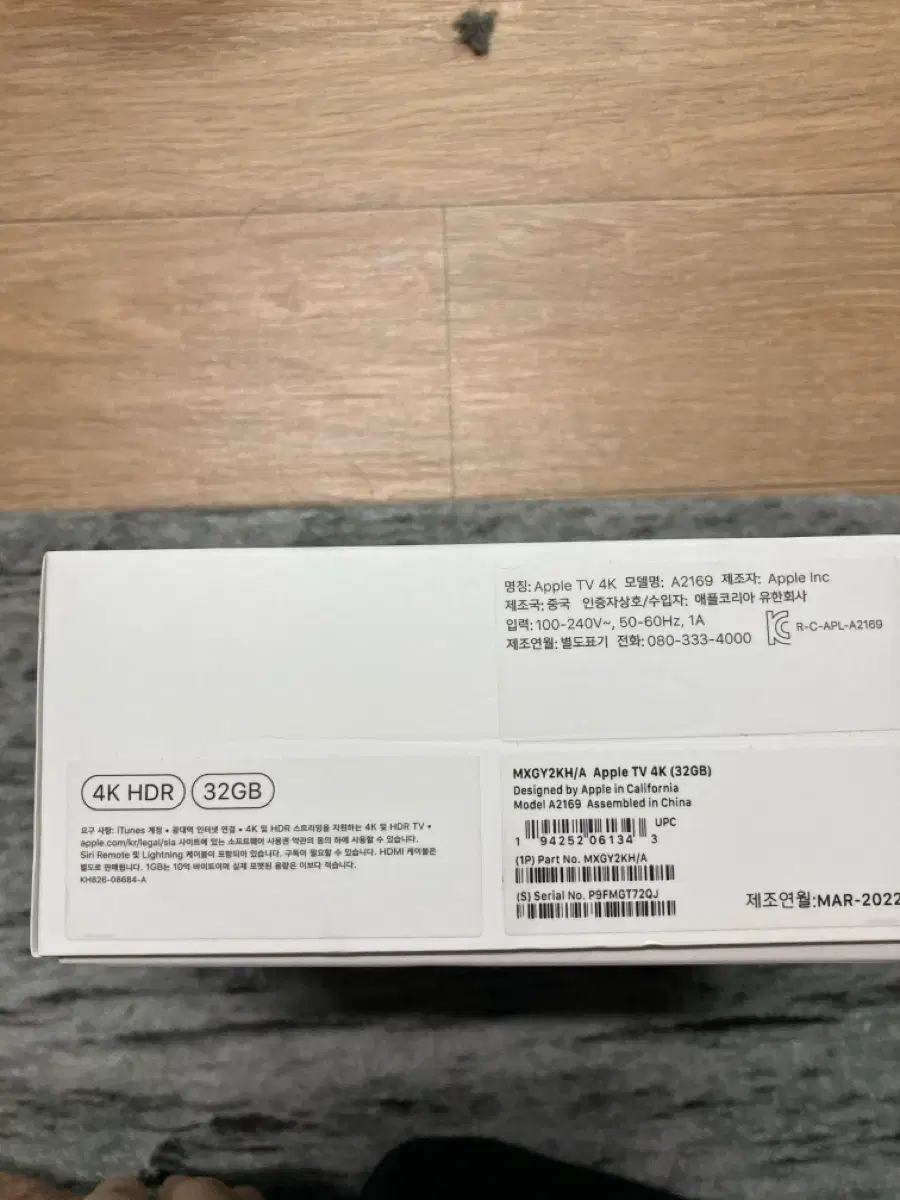 명칭: Apple TV 4K 모델명: A2169 제조자: Apple Inc
제조국: 중국 인증자상호/수입자: 애플코리아 유한회사
입력: 100-240V~, 50-60Hz, 1A
제조연월: 별도표기 전화: 080-333-4000
R-C-APL-A2169
4K HDR 32GB
요구 사항: iTunes 계정 • 광대역 인터넷 연결 • 4K 및 HDR 스트리밍을 지원하는 4K 및 HDR TV •
apple.com/kr/legal/sla 사이트에 있는 소프트웨어 사용권 약관의 동의 하에 사용할 수 있습니다.
Siri Remote 및 Lightning 케이블이 포함되어 있습니다. 구독이 필요할 수 있습니다. HDMI 케이블은
별도로 판매됩니다. 1GB는 10억 바이트이며 실제 포맷된 용량은 이보다 적습니다.
KH826-08684-A
MXGY2KH/A Apple TV 4K (32GB)
Designed by Apple in California
Model A2169 Assembled in China
UPC
1 94252 06134 3
(1P) Part No. MXGY2KH/A
(S) Serial No. P9FMGT72QJ
제조연월:MAR-2022